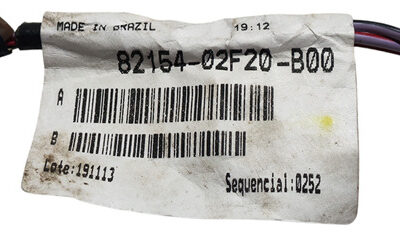 MADE IN BRAZIL 19:12
82154-02F20-B00
A
B
Lote:191113 Sequencial:0252